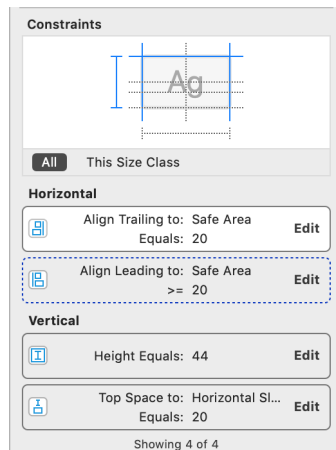 Constraints
Ag
All This Size Class
Horizontal
Align Trailing to: Safe Area
Equals: 20
Edit
Align Leading to: Safe Area
>= 20
Edit
Vertical
Height Equals: 44
Edit
Top Space to: Horizontal Sl...
Equals: 20
Edit
Showing 4 of 4